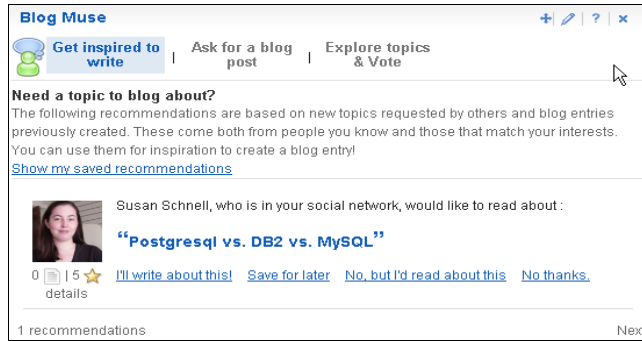 Blog Muse
? x
Get inspired to write | Ask for a blog post | Explore topics & Vote
Need a topic to blog about?
The following recommendations are based on new topics requested by others and blog entries
previously created. These come both from people you know and those that match your interests.
You can use them for inspiration to create a blog entry!
Show my saved recommendations
Susan Schnell, who is in your social network, would like to read about :
“Postgresql vs. DB2 vs. MySQL”
0 | 5 I'll write about this! Save for later No, but I'd read about this No thanks.
details
1 recommendations Nex